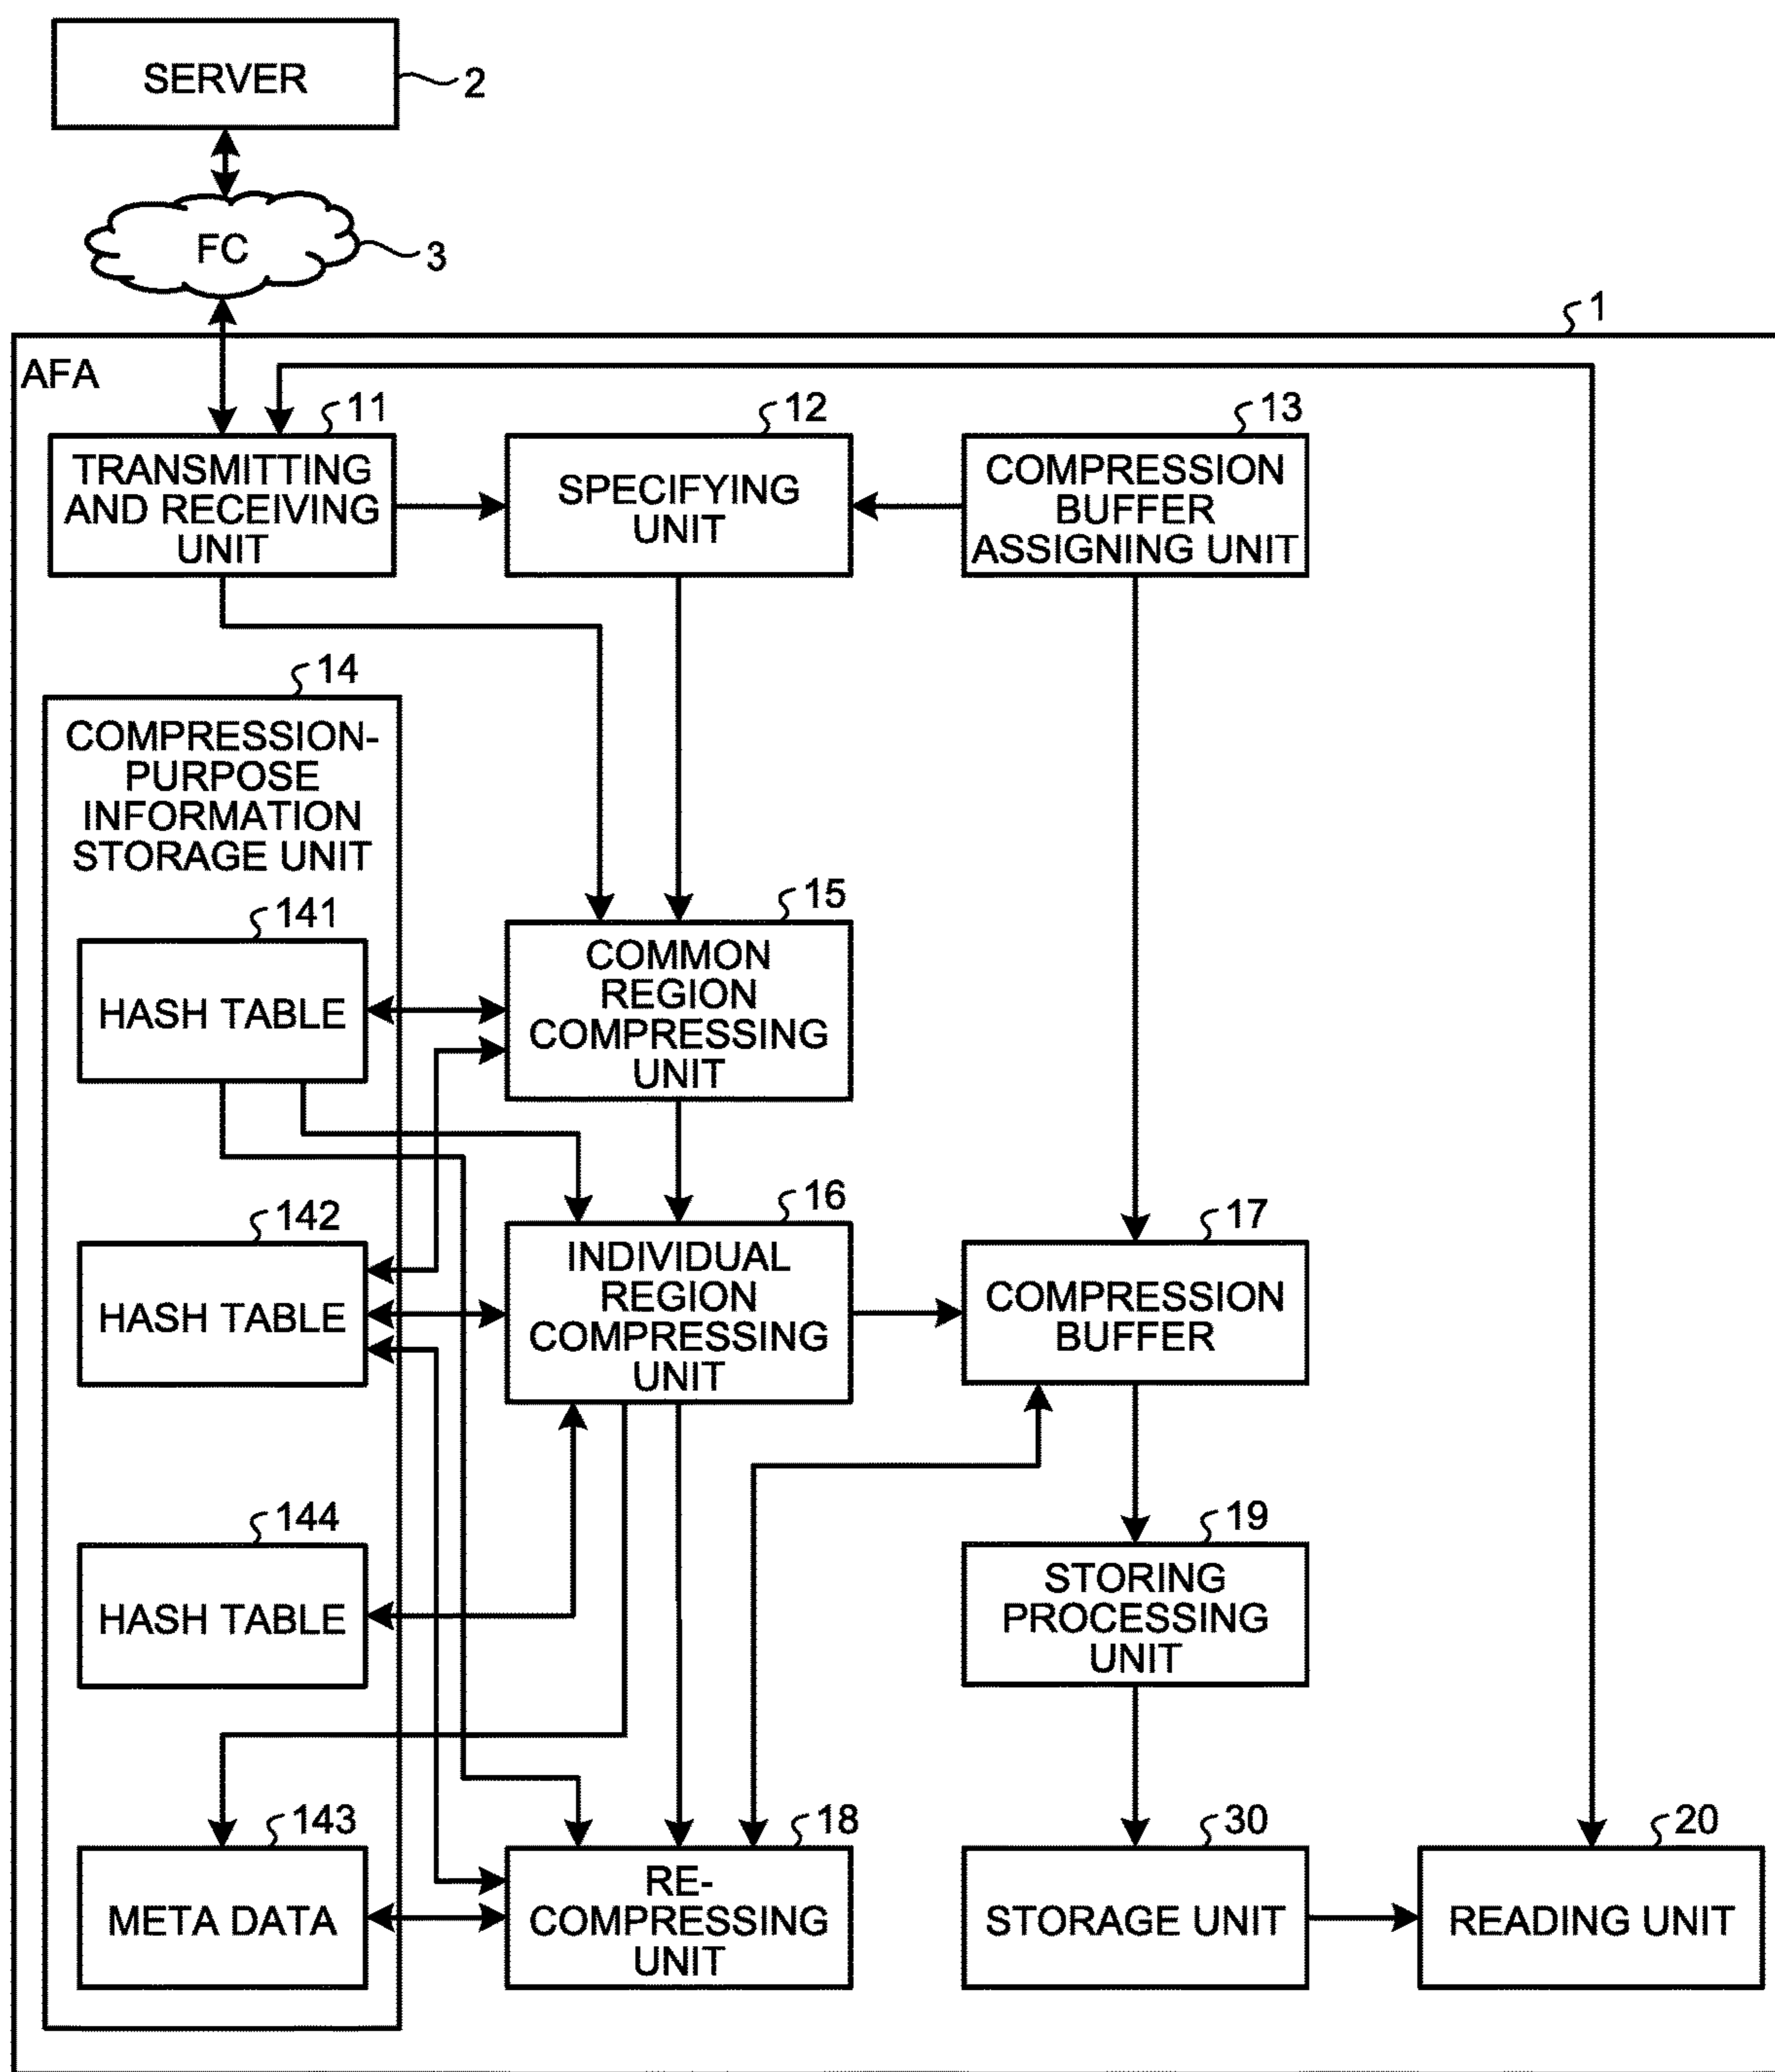 SERVER
2
FC
3
1
AFA
11
12
13
TRANSMITTING
AND RECEIVING
UNIT
SPECIFYING
UNIT
COMPRESSION
BUFFER
ASSIGNING UNIT
14
COMPRESSION-
PURPOSE
INFORMATION
STORAGE UNIT
141
HASH TABLE
15
COMMON
REGION
COMPRESSING
UNIT
142
HASH TABLE
16
INDIVIDUAL
REGION
COMPRESSING
UNIT
17
COMPRESSION
BUFFER
144
HASH TABLE
19
STORING
PROCESSING
UNIT
143
META DATA
18
RE-
COMPRESSING
UNIT
30
STORAGE UNIT
20
READING UNIT